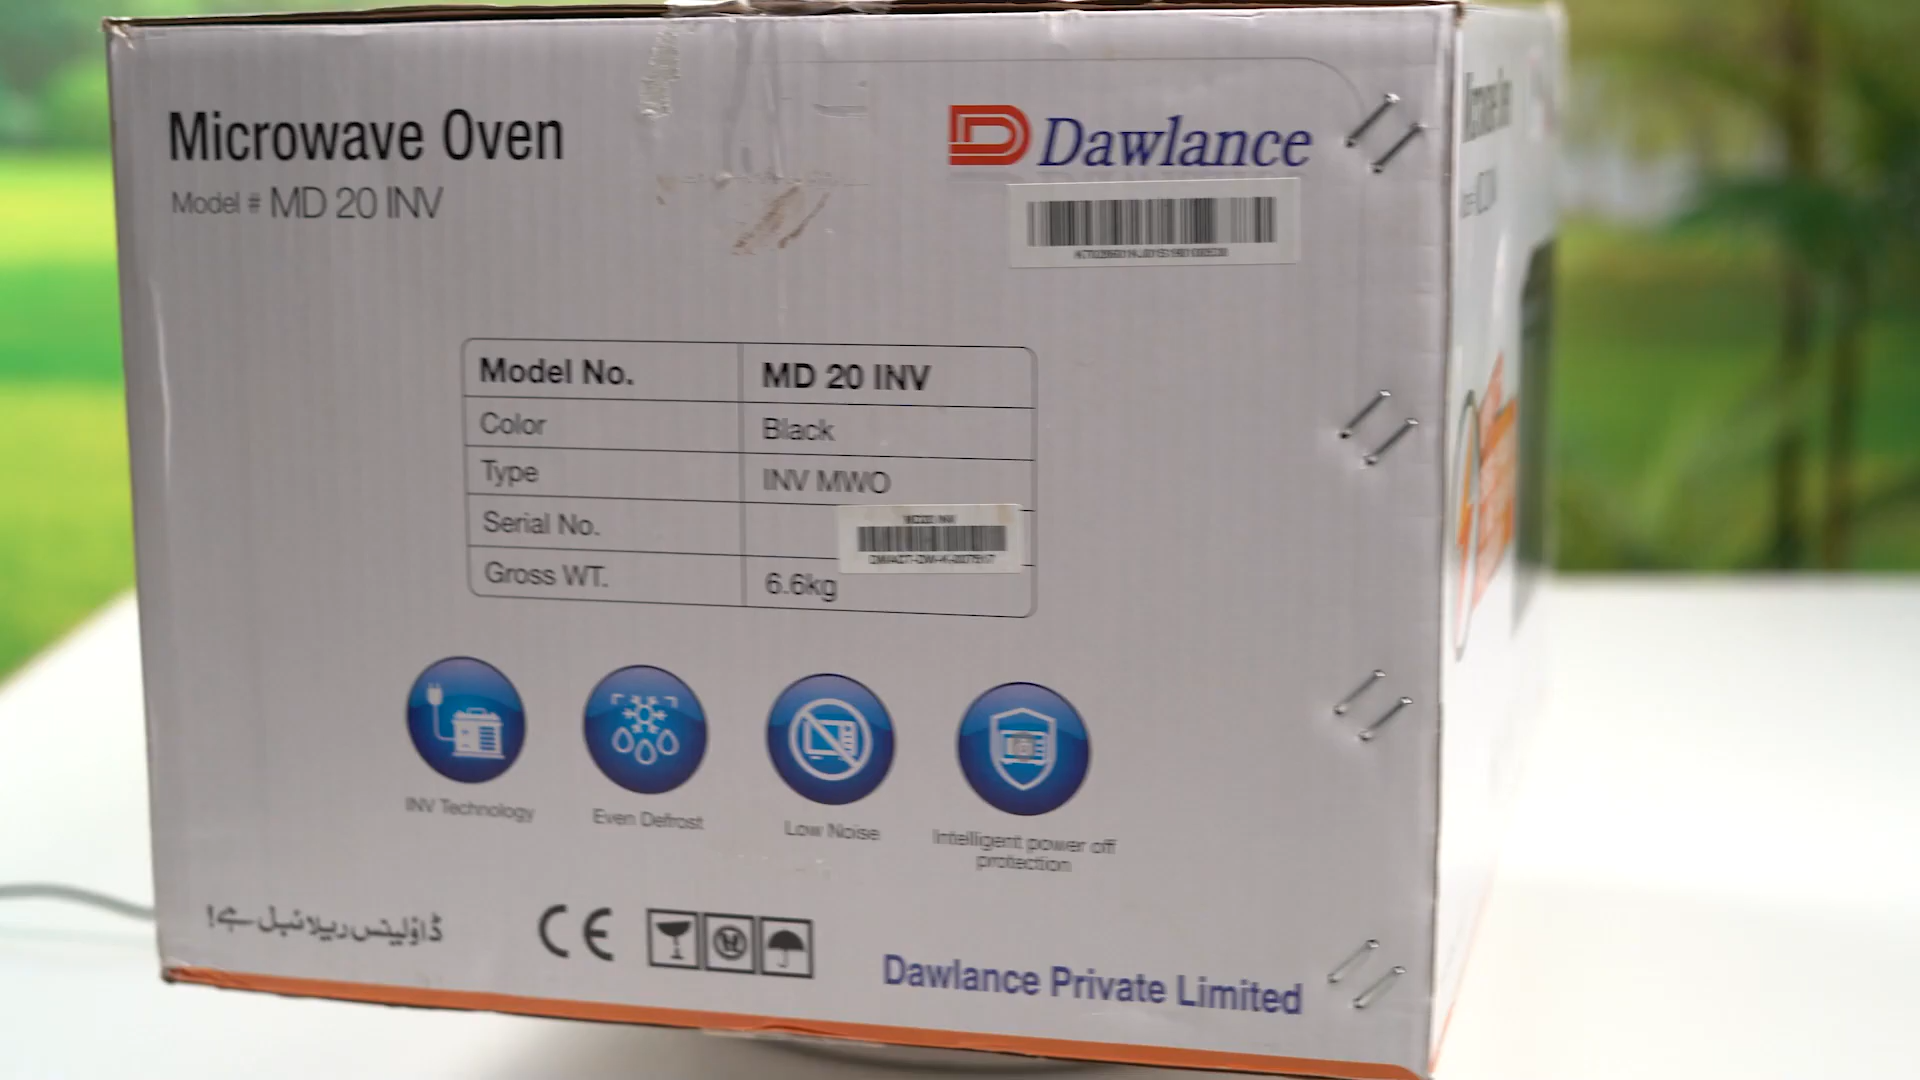 Microwave Oven
Model # MD 20 INV
Dawlance
Model No. MD 20 INV
Color Black
Type INV MWO
Serial No.
Gross WT. 6.6kg
INV Technology
Even Defrost
Low Noise
Intelligent power off
protection
ڈاؤلینس ریلائیبل ہے!
CE
Dawlance Private Limited